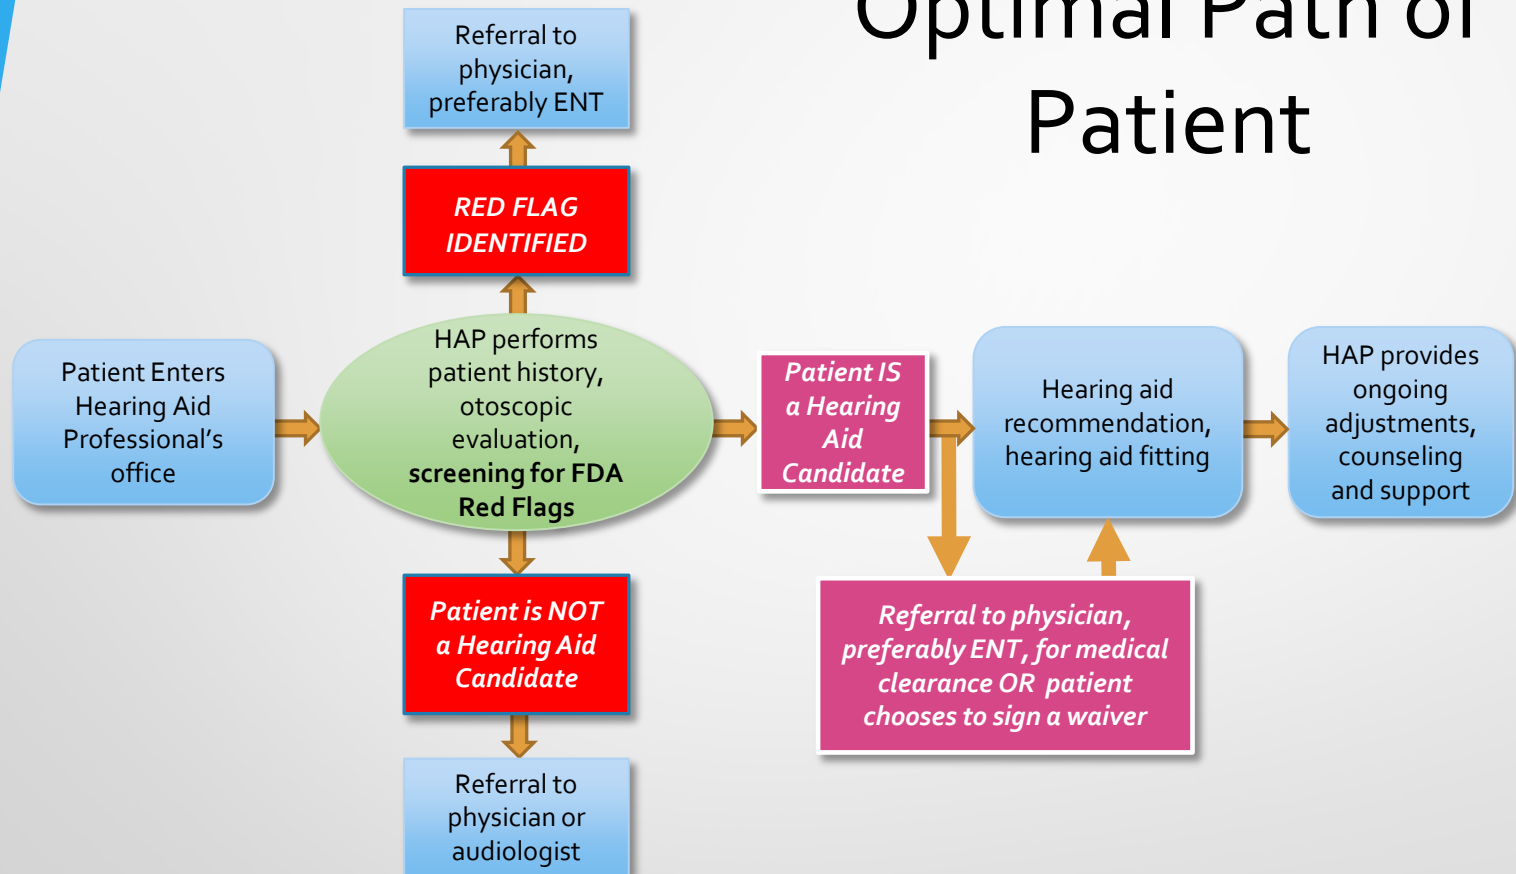 Optimal Path of
Patient
Referral to
physician,
preferably ENT
RED FLAG
IDENTIFIED
Patient Enters
Hearing Aid
Professional's
office
HAP performs
patient history,
otoscopic
evaluation,
screening for FDA
Red Flags
Patient IS
a Hearing
Aid
Candidate
Hearing aid
recommendation,
hearing aid fitting
HAP provides
ongoing
adjustments,
counseling
and support
Patient is NOT
a Hearing Aid
Candidate
Referral to physician,
preferably ENT, for medical
clearance OR patient
chooses to sign a waiver
Referral to
physician or
audiologist